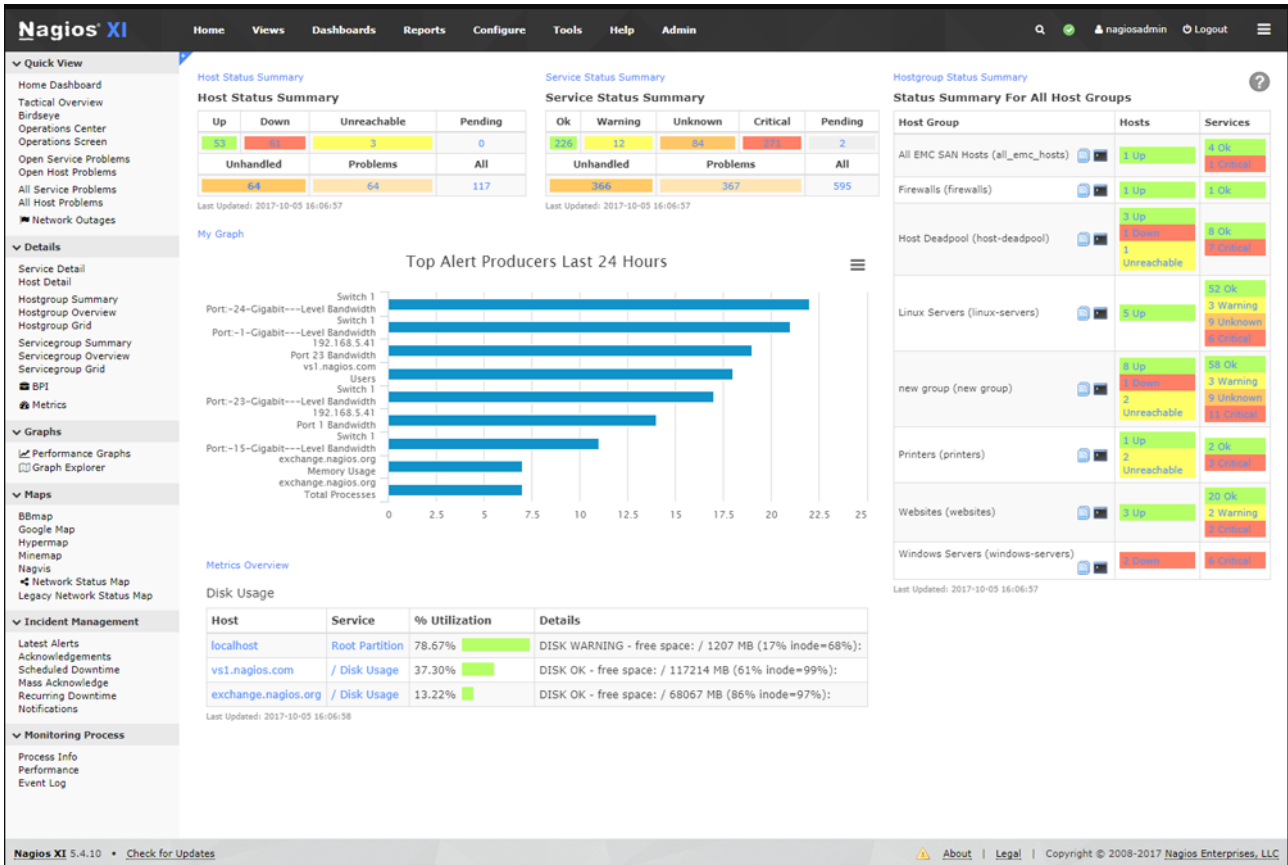 Nagios® XI
Home Views Dashboards Reports Configure Tools Help Admin
nagiosadmin Logout
Quick View
Home Dashboard
Tactical Overview
Birdseye
Operations Center
Operations Screen
Open Service Problems
Open Host Problems
All Service Problems
All Host Problems
Network Outages
Details
Service Detail
Host Detail
Hostgroup Summary
Hostgroup Overview
Hostgroup Grid
Servicegroup Summary
Servicegroup Overview
Servicegroup Grid
BPI
Metrics
Graphs
Performance Graphs
Graph Explorer
Maps
BBmap
Google Map
Hypermap
Minemap
Nagvis
Network Status Map
Legacy Network Status Map
Incident Management
Latest Alerts
Acknowledgements
Scheduled Downtime
Mass Acknowledge
Recurring Downtime
Notifications
Monitoring Process
Process Info
Performance
Event Log
Host Status Summary
Host Status Summary
Up Down Unreachable Pending
53 61 3 0
Unhandled Problems All
64 64 117
Last Updated: 2017-10-05 16:06:57
Service Status Summary
Service Status Summary
Ok Warning Unknown Critical Pending
226 12 84 271 2
Unhandled Problems All
366 367 595
Last Updated: 2017-10-05 16:06:57
My Graph
Top Alert Producers Last 24 Hours
Switch 1
Port:-24-Gigabit---Level Bandwidth
Switch 1
Port:-1-Gigabit---Level Bandwidth
192.168.5.41
Port 23 Bandwidth
vs1.nagios.com
Users
Switch 1
Port:-23-Gigabit---Level Bandwidth
192.168.5.41
Port 1 Bandwidth
Switch 1
Port:-15-Gigabit---Level Bandwidth
exchange.nagios.org
Memory Usage
exchange.nagios.org
Total Processes
0 2.5 5 7.5 10 12.5 15 17.5 20 22.5 25
Metrics Overview
Disk Usage
Host Service % Utilization Details
localhost Root Partition 78.67% DISK WARNING - free space: / 1207 MB (17% inode=68%):
vs1.nagios.com / Disk Usage 37.30% DISK OK - free space: / 117214 MB (61% inode=99%):
exchange.nagios.org / Disk Usage 13.22% DISK OK - free space: / 68067 MB (86% inode=97%):
Last Updated: 2017-10-05 16:06:58
Hostgroup Status Summary
?
Status Summary For All Host Groups
Host Group Hosts Services
All EMC SAN Hosts (all_emc_hosts) 1 Up 4 Ok
1 Critical
Firewalls (firewalls) 1 Up 1 Ok
Host Deadpool (host-deadpool)
3 Up
1 Down
1
Unreachable
8 Ok
7 Critical
Linux Servers (linux-servers) 5 Up
52 Ok
3 Warning
9 Unknown
6 Critical
new group (new group)
8 Up
1 Down
2
Unreachable
58 Ok
3 Warning
9 Unknown
11 Critical
Printers (printers)
1 Up
2
Unreachable
2 Ok
3 Critical
Websites (websites) 3 Up
20 Ok
2 Warning
2 Critical
Windows Servers (windows-servers) 2 Down 6 Critical
Last Updated: 2017-10-05 16:06:57
Nagios XI 5.4.10 • Check for Updates
About | Legal | Copyright © 2008-2017 Nagios Enterprises, LLC